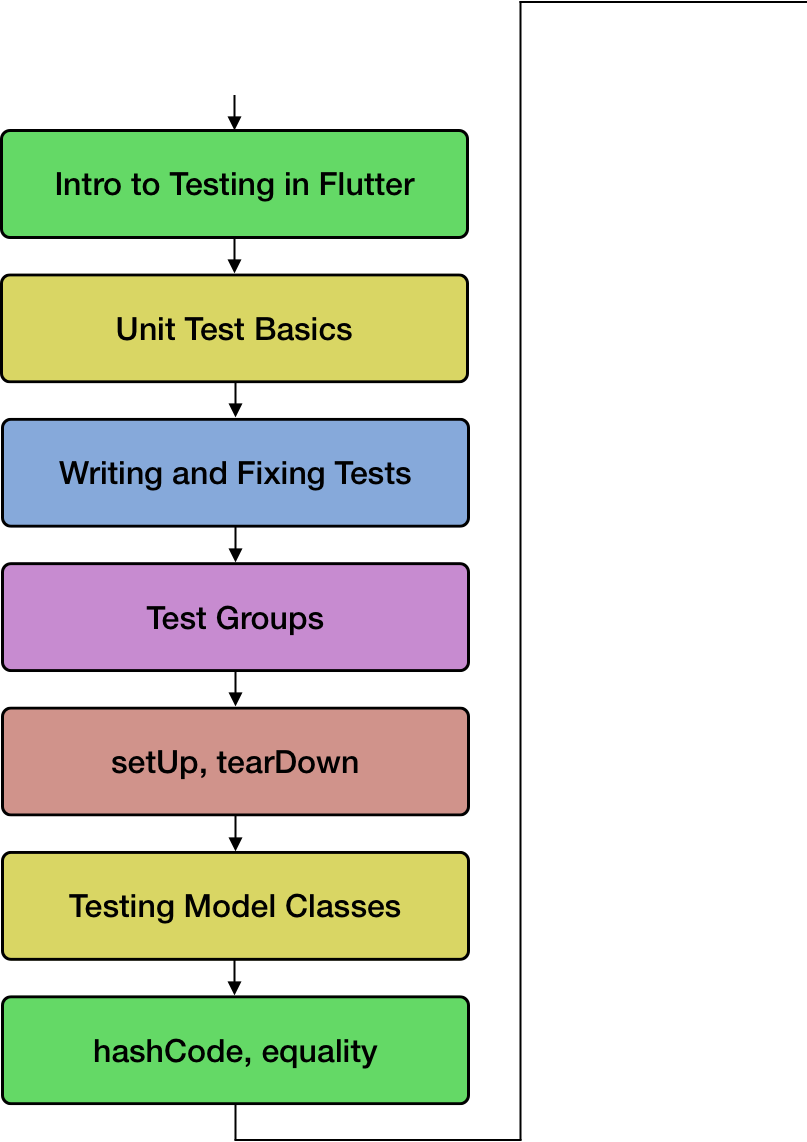 Intro to Testing in Flutter
Unit Test Basics
Writing and Fixing Tests
Test Groups
setUp, tearDown
Testing Model Classes
hashCode, equality